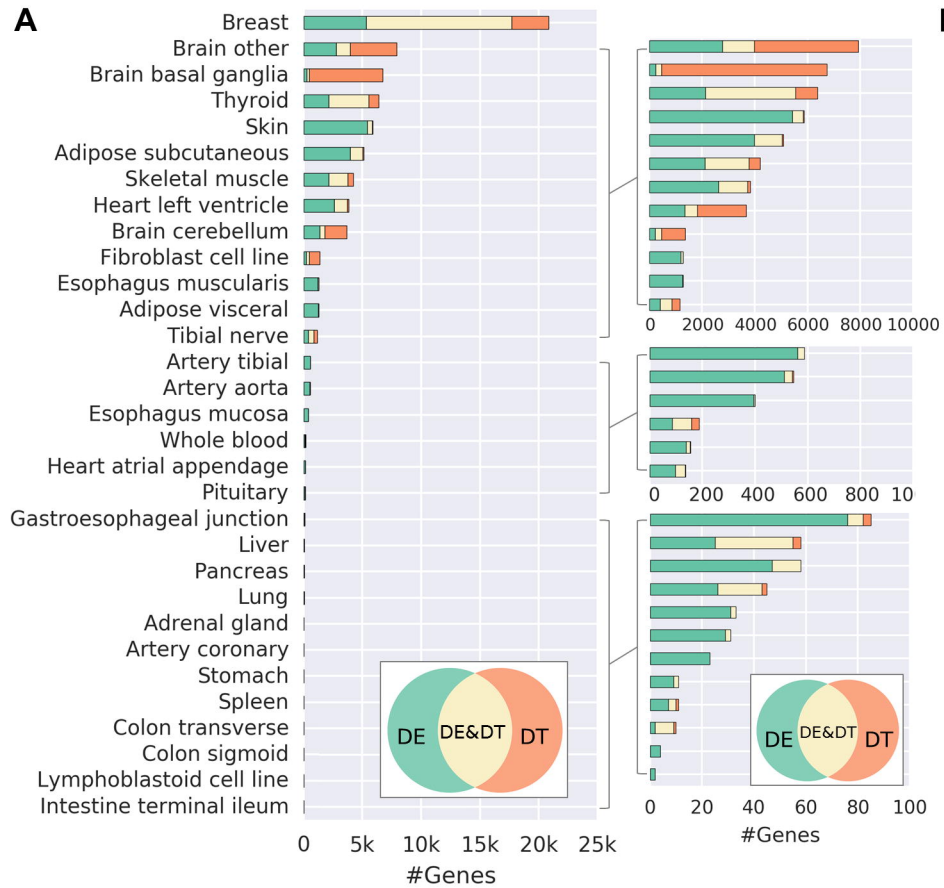 A
Breast
Brain other
Brain basal ganglia
Thyroid
Skin
Adipose subcutaneous
Skeletal muscle
Heart left ventricle
Brain cerebellum
Fibroblast cell line
Esophagus muscularis
Adipose visceral
Tibial nerve
Artery tibial
Artery aorta
Esophagus mucosa
Whole blood
Heart atrial appendage
Pituitary
Gastroesophageal junction
Liver
Pancreas
Lung
Adrenal gland
Artery coronary
Stomach
Spleen
Colon transverse
Colon sigmoid
Lymphoblastoid cell line
Intestine terminal ileum
DE DE&DT DT
0 5k 10k 15k 20k 25k
#Genes
0 2000 4000 6000 8000 10000
0 200 400 600 800 10
DE DE&DT DT
0 20 40 60 80 100
#Genes